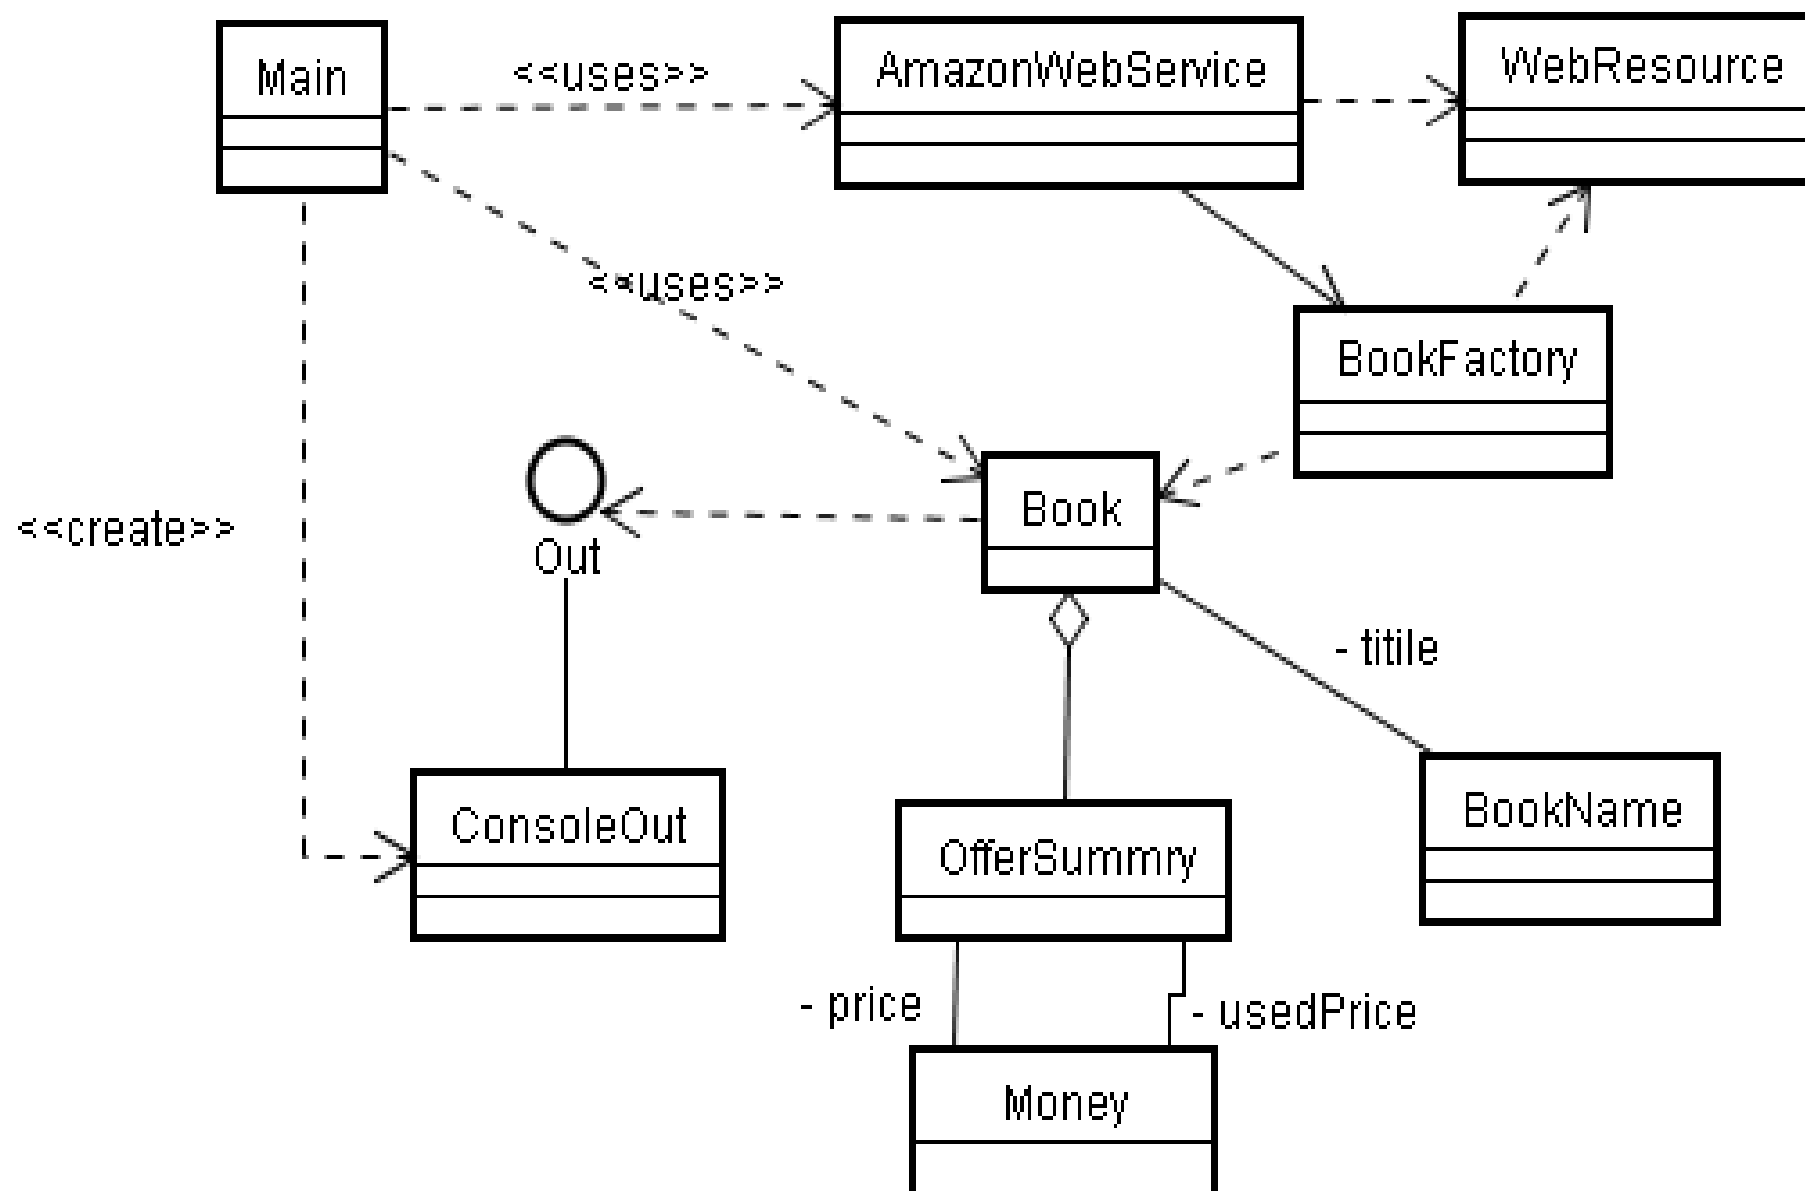 Main
<<uses>>
AmazonWebService
WebResource
<<uses>>
BookFactory
Out
Book
<<create>>
- titile
ConsoleOut
OfferSummry
BookName
- price
- usedPrice
Money